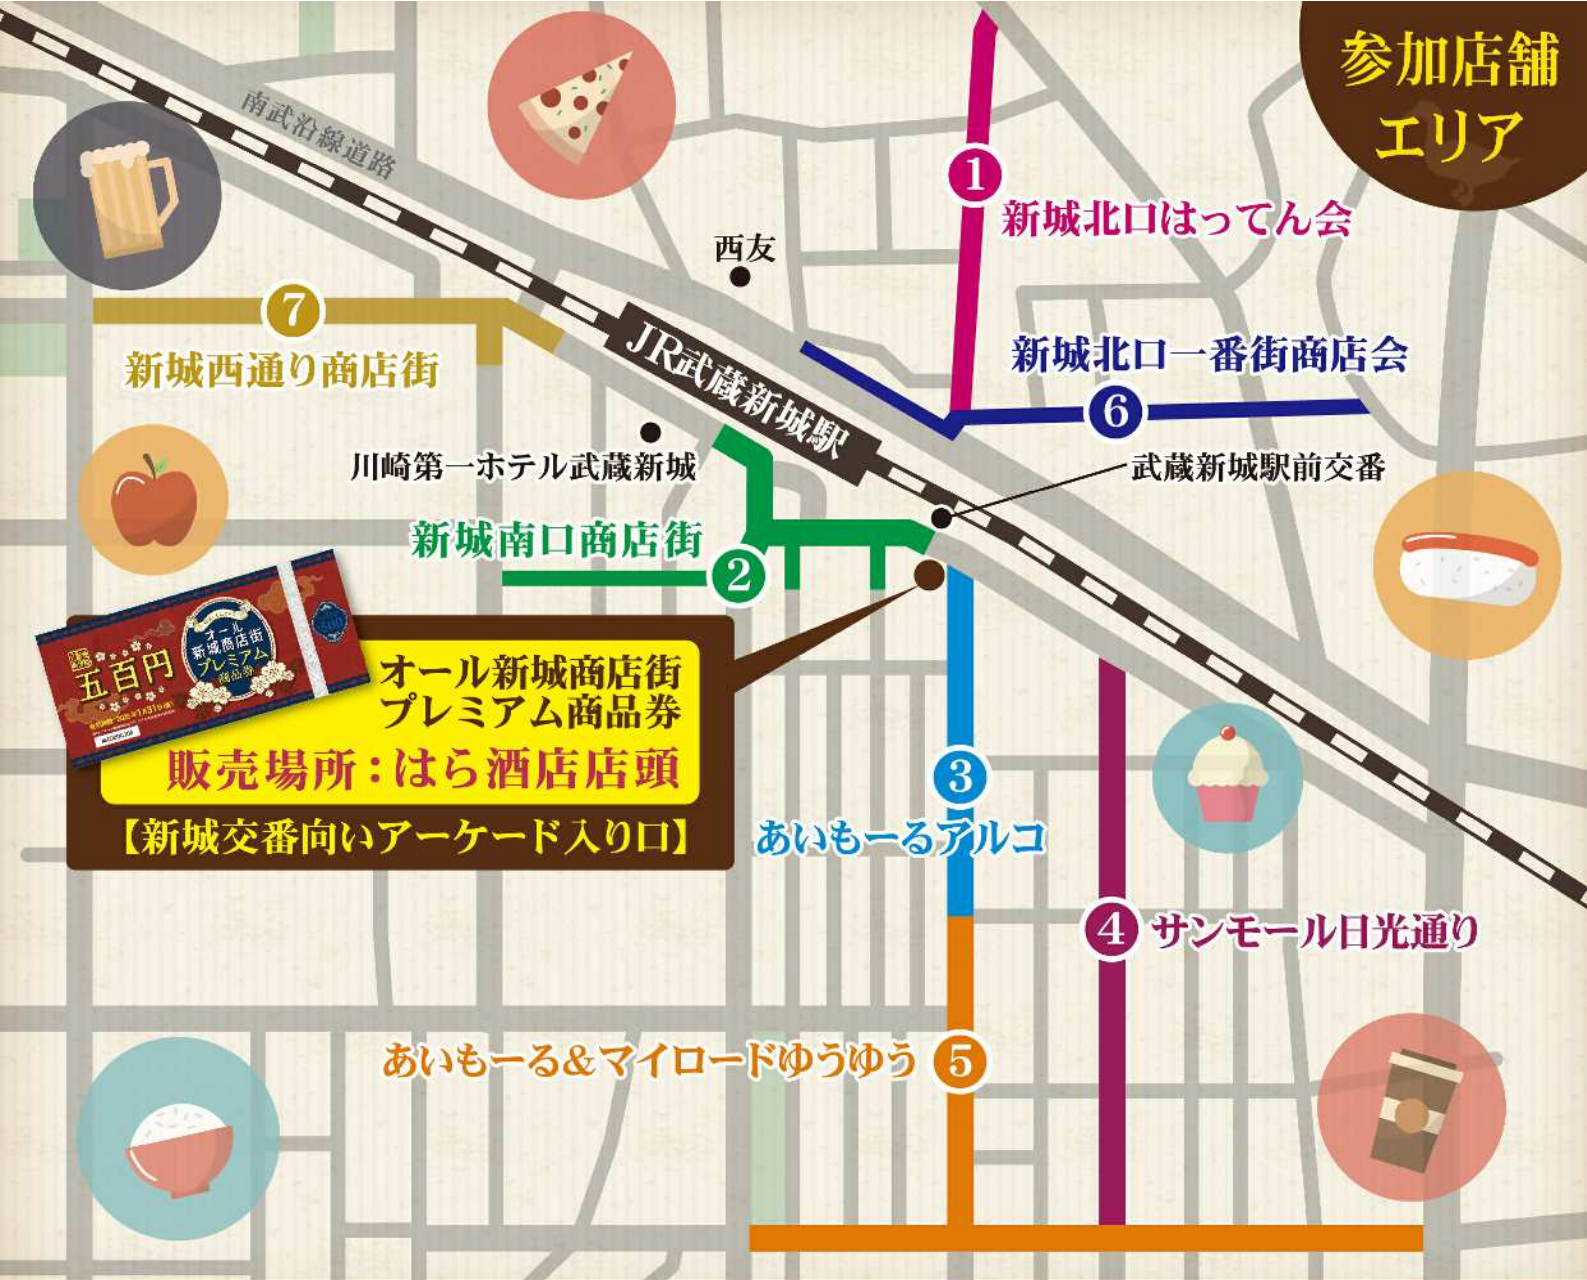 参加店舗
エリア
南武沿線道路
1
新城北口はってん会
西友
7
新城西通り商店街
JR武蔵新城駅
新城北口一番街商店会
6
川崎第一ホテル武蔵新城
武蔵新城駅前交番
新城南口商店街
2
オール
新城商店街
プレミアム
商品券
五百円
500
オール新城商店街
プレミアム商品券
販売場所：はら酒店店頭
【新城交番向いアーケード入り口】
3
あいもーるアルコ
4
サンモール日光通り
あいもーる&マイロードゆうゆう
5